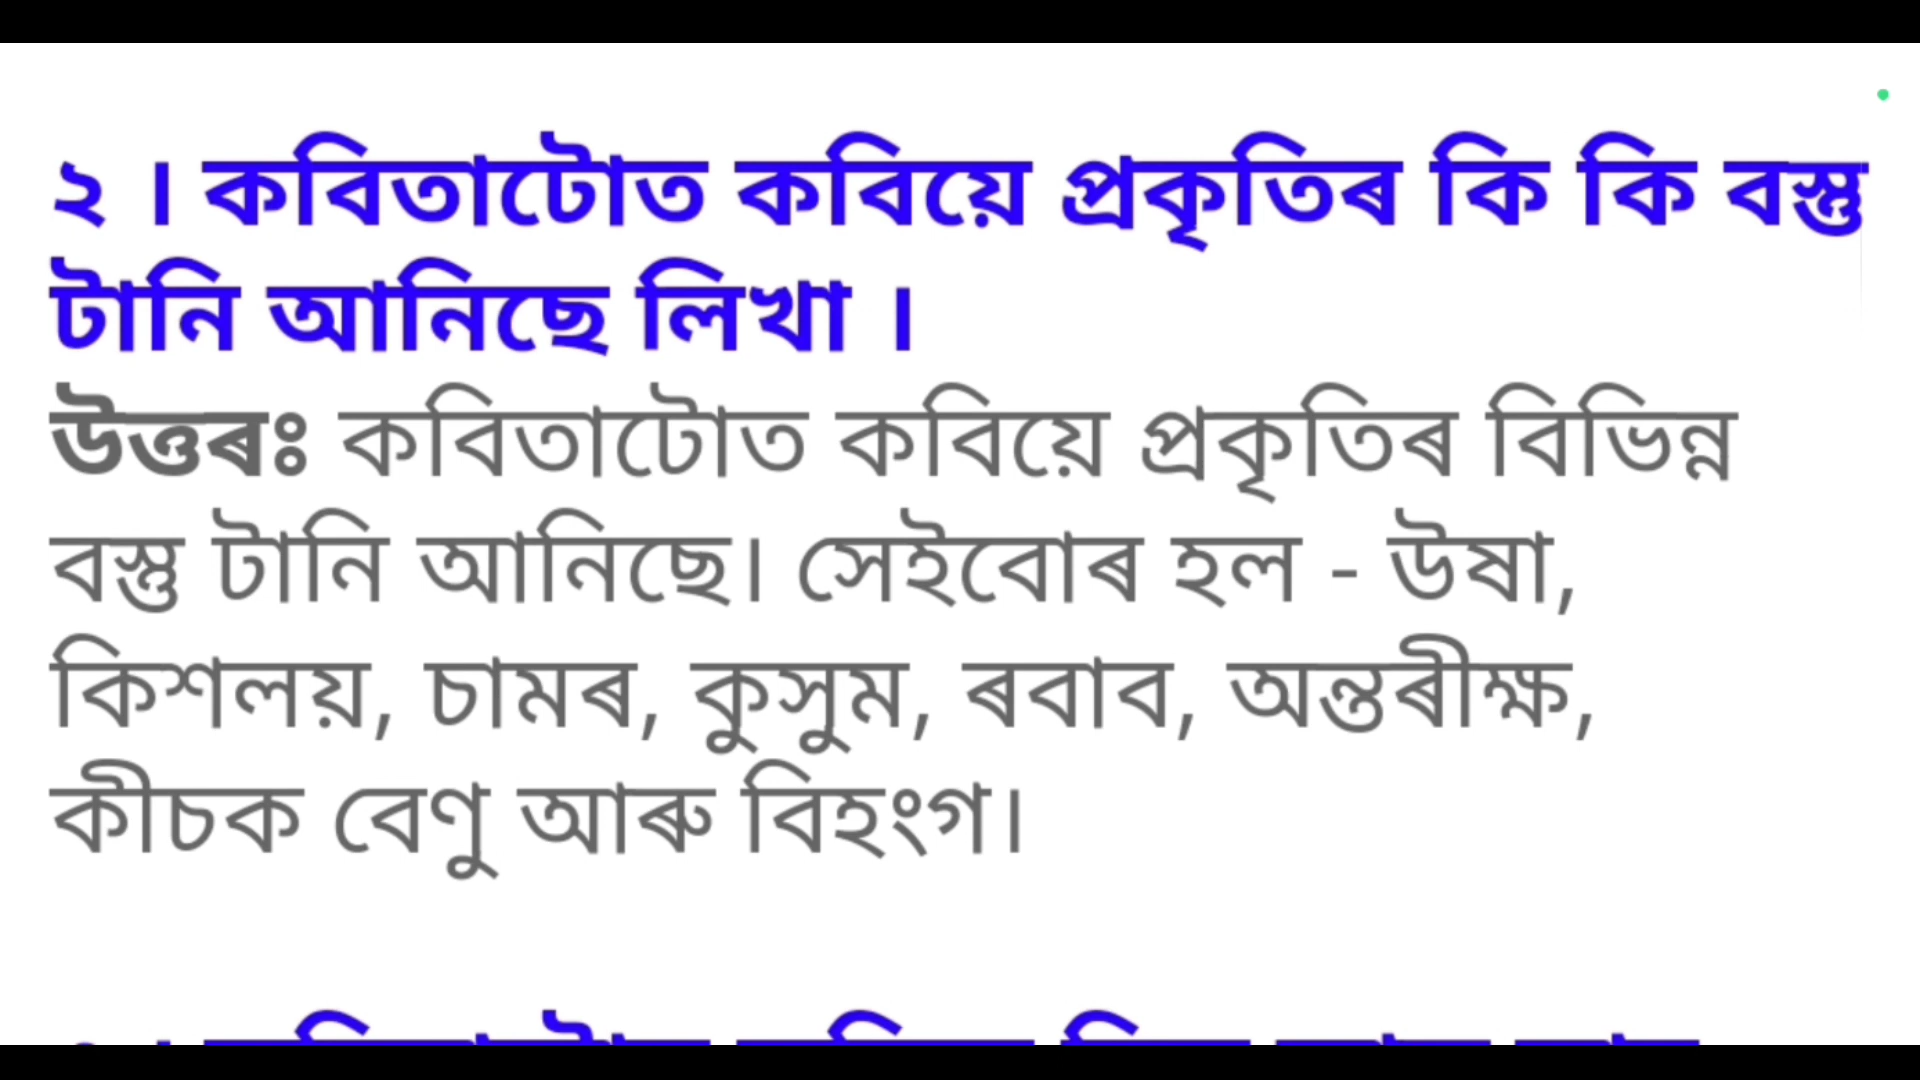 ২ । কবিতাটোত কবিয়ে প্ৰকৃতিৰ কি কি বস্তু
টানি আনিছে লিখা ।
উত্তৰঃ কবিতাটোত কবিয়ে প্ৰকৃতিৰ বিভিন্ন
বস্তু টানি আনিছে। সেইবোৰ হল - উষা,
কিশলয়, চামৰ, কুসুম, ৰবাব, অন্তৰীক্ষ,
কীচক বেণু আৰু বিহংগ।